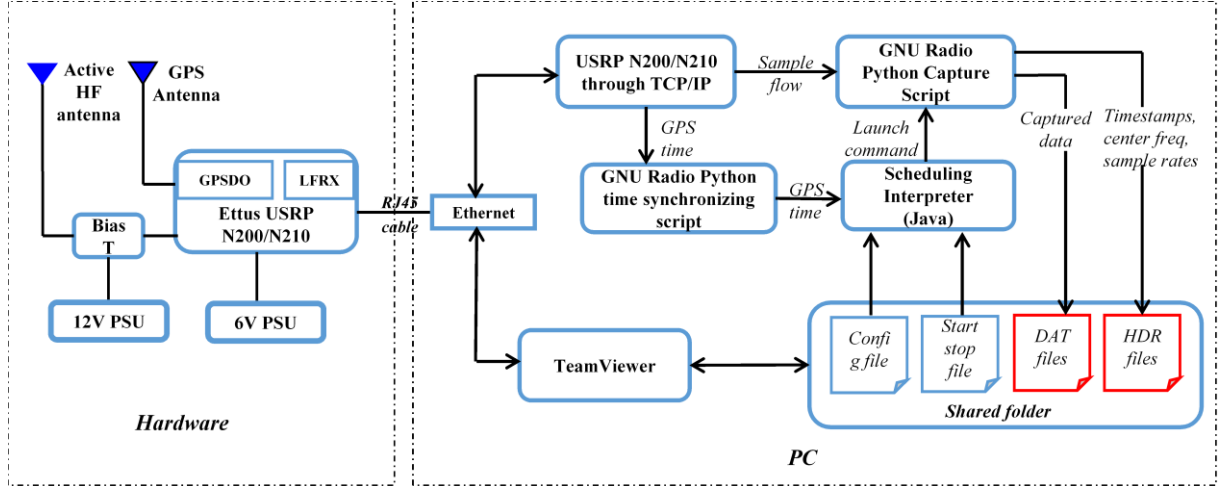 Active
HF
antenna
GPS
Antenna
GPSDO
LFRX
Ettus USRP
N200/N210
Bias
T
12V PSU
6V PSU
Hardware
RJ45
cable
Ethernet
USRP N200/N210
through TCP/IP
Sample
flow
GNU Radio
Python Capture
Script
GPS
time
Launch
command
Captured
data
Timestamps,
center freq,
sample rates
GNU Radio Python
time synchronizing
script
GPS
time
Scheduling
Interpreter
(Java)
TeamViewer
Confi
g file
Start
stop
file
DAT
files
HDR
files
Shared folder
PC